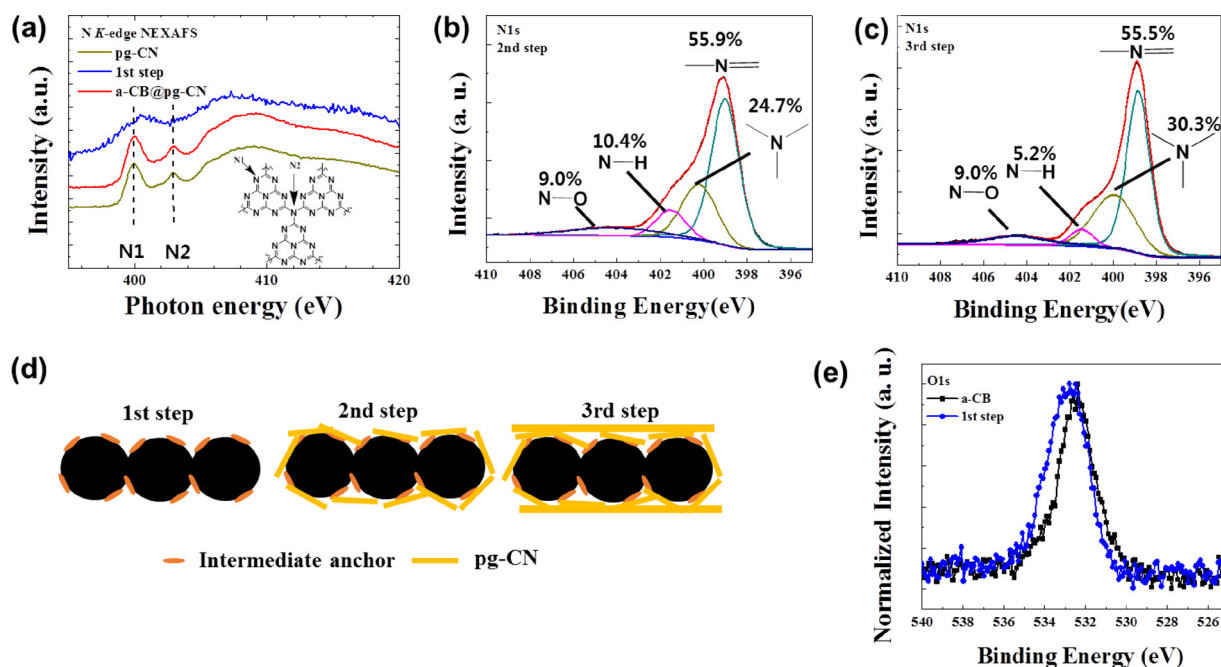 (a)
N K-edge NEXAFS
pg-CN
1st step
a-CB@pg-CN
N1
N2
N1 N2
400 410 420
Photon energy (eV)
Intensity (a.u.)
(b)
N1s
2nd step
55.9%
N
24.7%
N
10.4%
N H
9.0%
N O
410 408 406 404 402 400 398 396
Binding Energy(eV)
Intensity (a. u.)
(c)
N1s
3rd step
55.5%
N
30.3%
N
5.2%
N H
9.0%
N O
410 408 406 404 402 400 398 396
Binding Energy(eV)
Intensity (a. u.)
(d)
1st step 2nd step 3rd step
Intermediate anchor pg-CN
(e)
O1s
a-CB
1st step
540 538 536 534 532 530 528 526
Binding Energy (eV)
Normalized Intensity (a. u.)